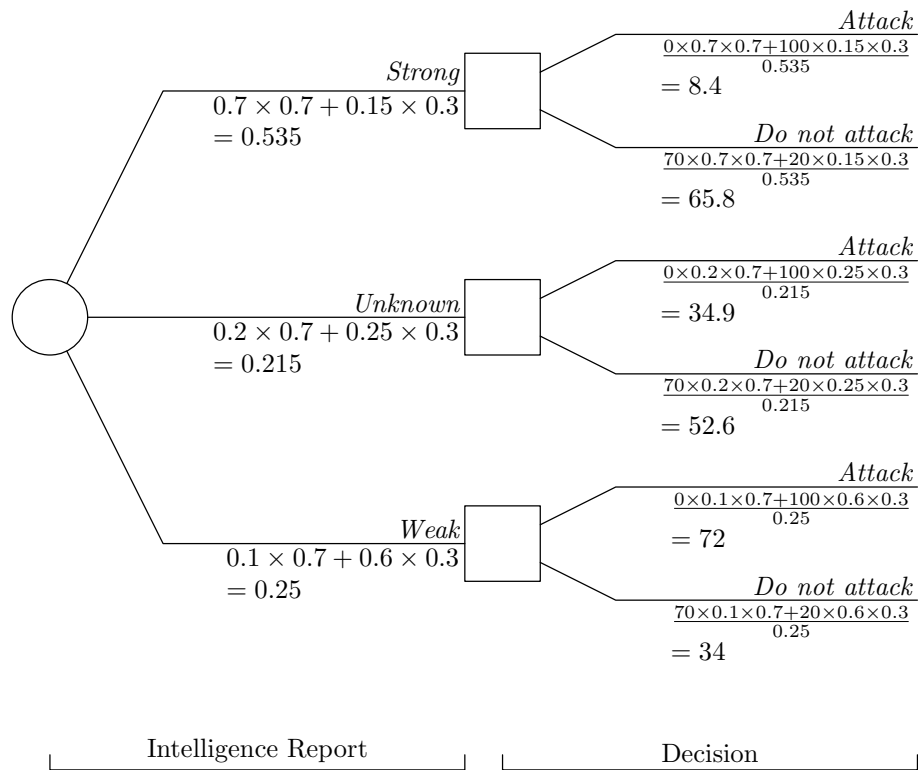 Attack
0×0.7×0.7+100×0.15×0.3
0.535
= 8.4
Strong
0.7 × 0.7 + 0.15 × 0.3
= 0.535
Do not attack
70×0.7×0.7+20×0.15×0.3
0.535
= 65.8
Attack
0×0.2×0.7+100×0.25×0.3
0.215
= 34.9
Unknown
0.2 × 0.7 + 0.25 × 0.3
= 0.215
Do not attack
70×0.2×0.7+20×0.25×0.3
0.215
= 52.6
Attack
0×0.1×0.7+100×0.6×0.3
0.25
= 72
Weak
0.1 × 0.7 + 0.6 × 0.3
= 0.25
Do not attack
70×0.1×0.7+20×0.6×0.3
0.25
= 34
Intelligence Report
Decision